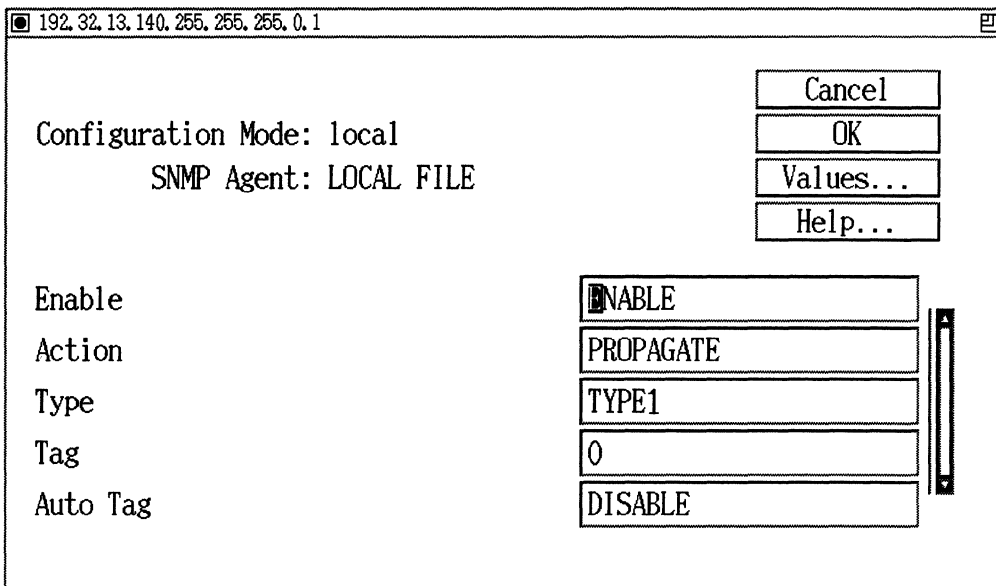 192.32.13.140.255.255.255.0.1
Cancel
Configuration Mode: local
OK
SNMP Agent: LOCAL FILE
Values...
Help...
Enable
ENABLE
Action
PROPAGATE
Type
TYPE1
Tag
0
Auto Tag
DISABLE